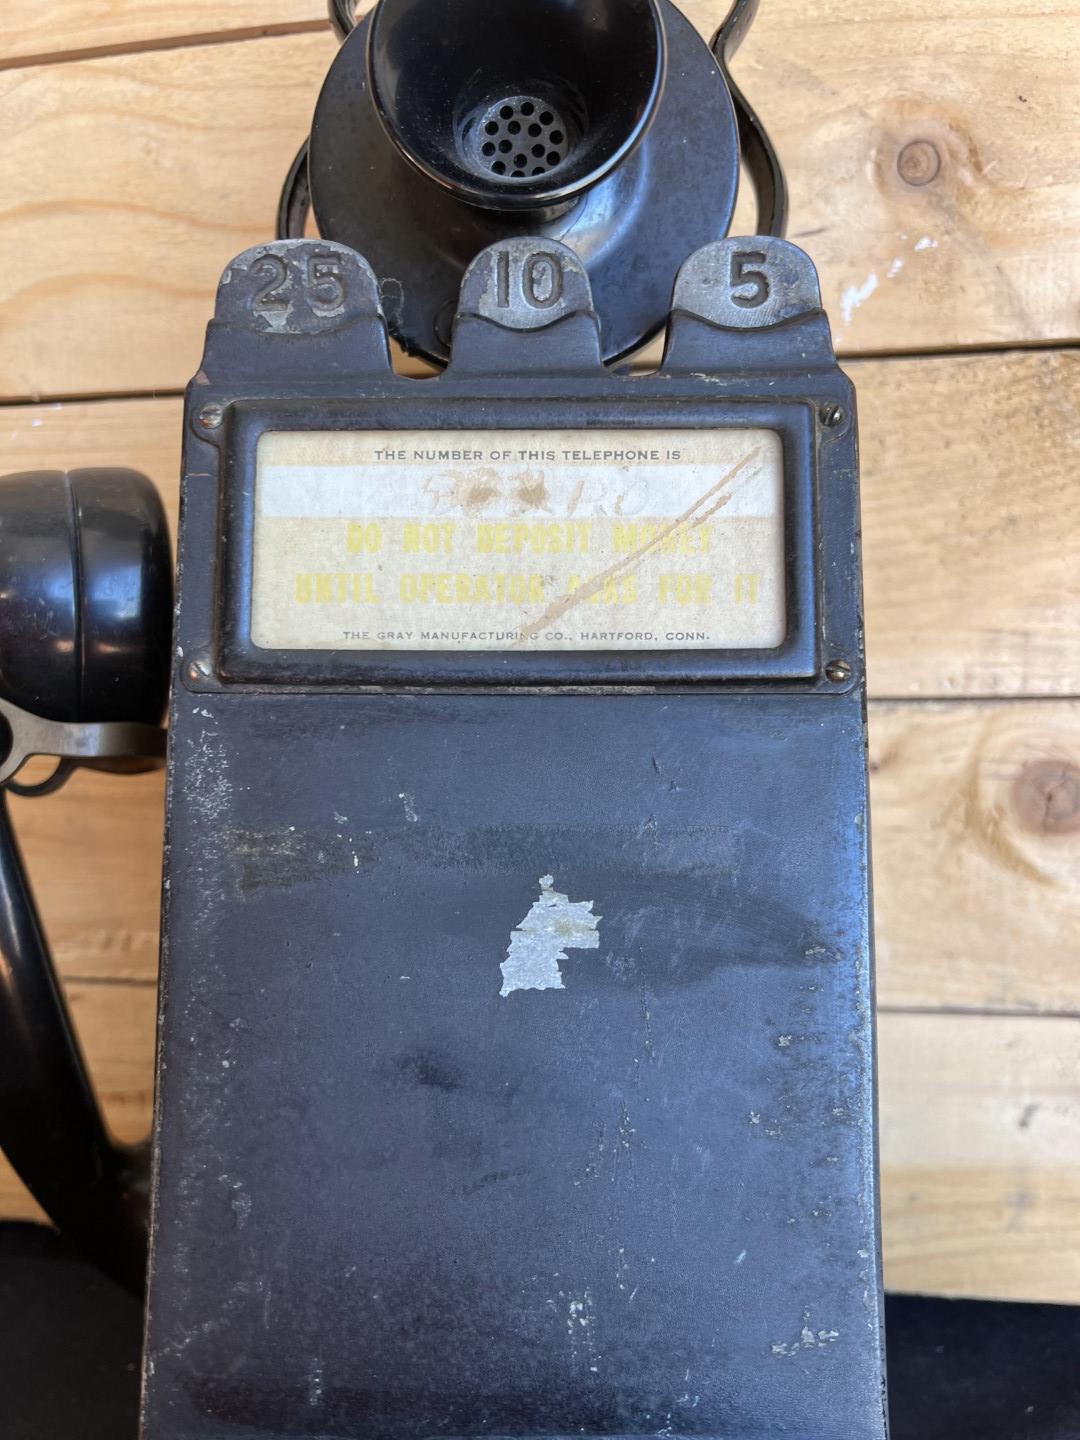 25 10 5
THE NUMBER OF THIS TELEPHONE IS
DO NOT DEPOSIT MONEY
UNTIL OPERATOR ASKS FOR IT
THE GRAY MANUFACTURING CO., HARTFORD, CONN.